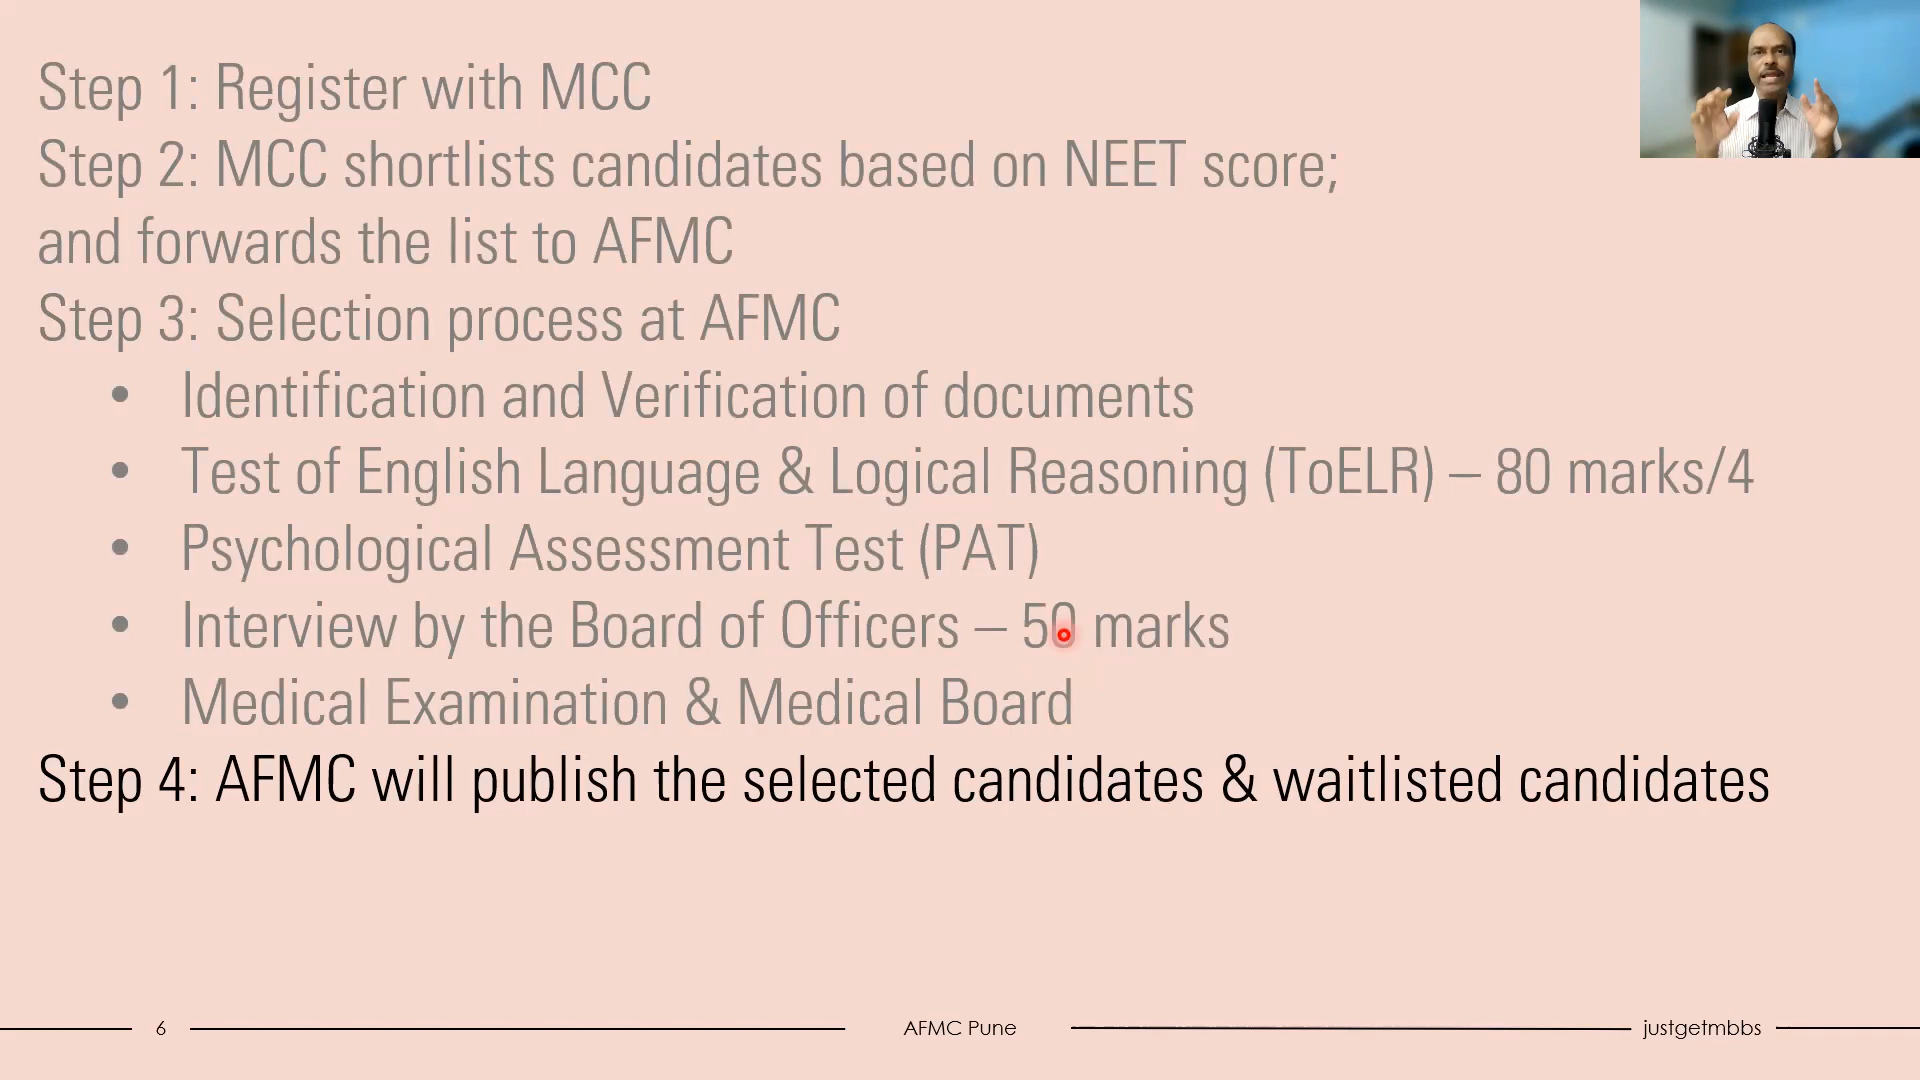 Step 1: Register with MCC
Step 2: MCC shortlists candidates based on NEET score;
and forwards the list to AFMC
Step 3: Selection process at AFMC
• Identification and Verification of documents
• Test of English Language & Logical Reasoning (ToELR) – 80 marks/4
• Psychological Assessment Test (PAT)
• Interview by the Board of Officers – 50 marks
• Medical Examination & Medical Board
Step 4: AFMC will publish the selected candidates & waitlisted candidates
6 AFMC Pune justgetmbbs